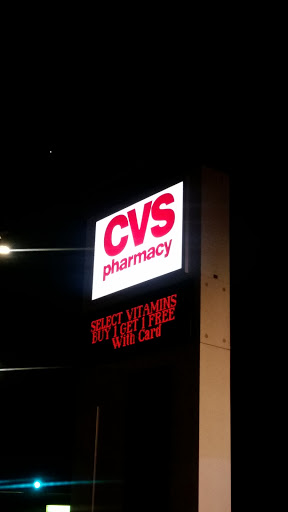 CVS
pharmacy
SELECT VITAMINS
BUY 1 GET 1 FREE
With Card